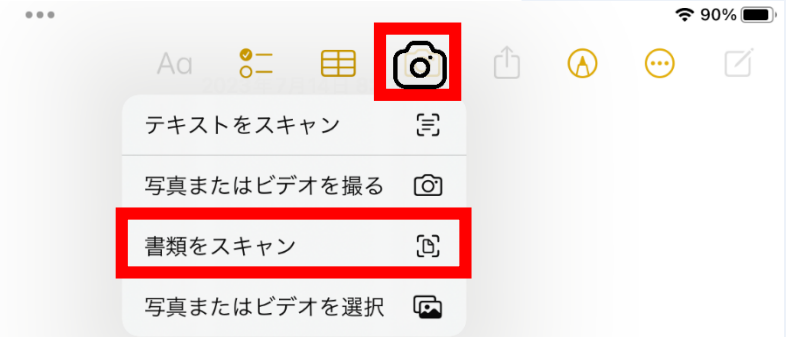 90%
Aa
テキストをスキャン
写真またはビデオを撮る
書類をスキャン
写真またはビデオを選択